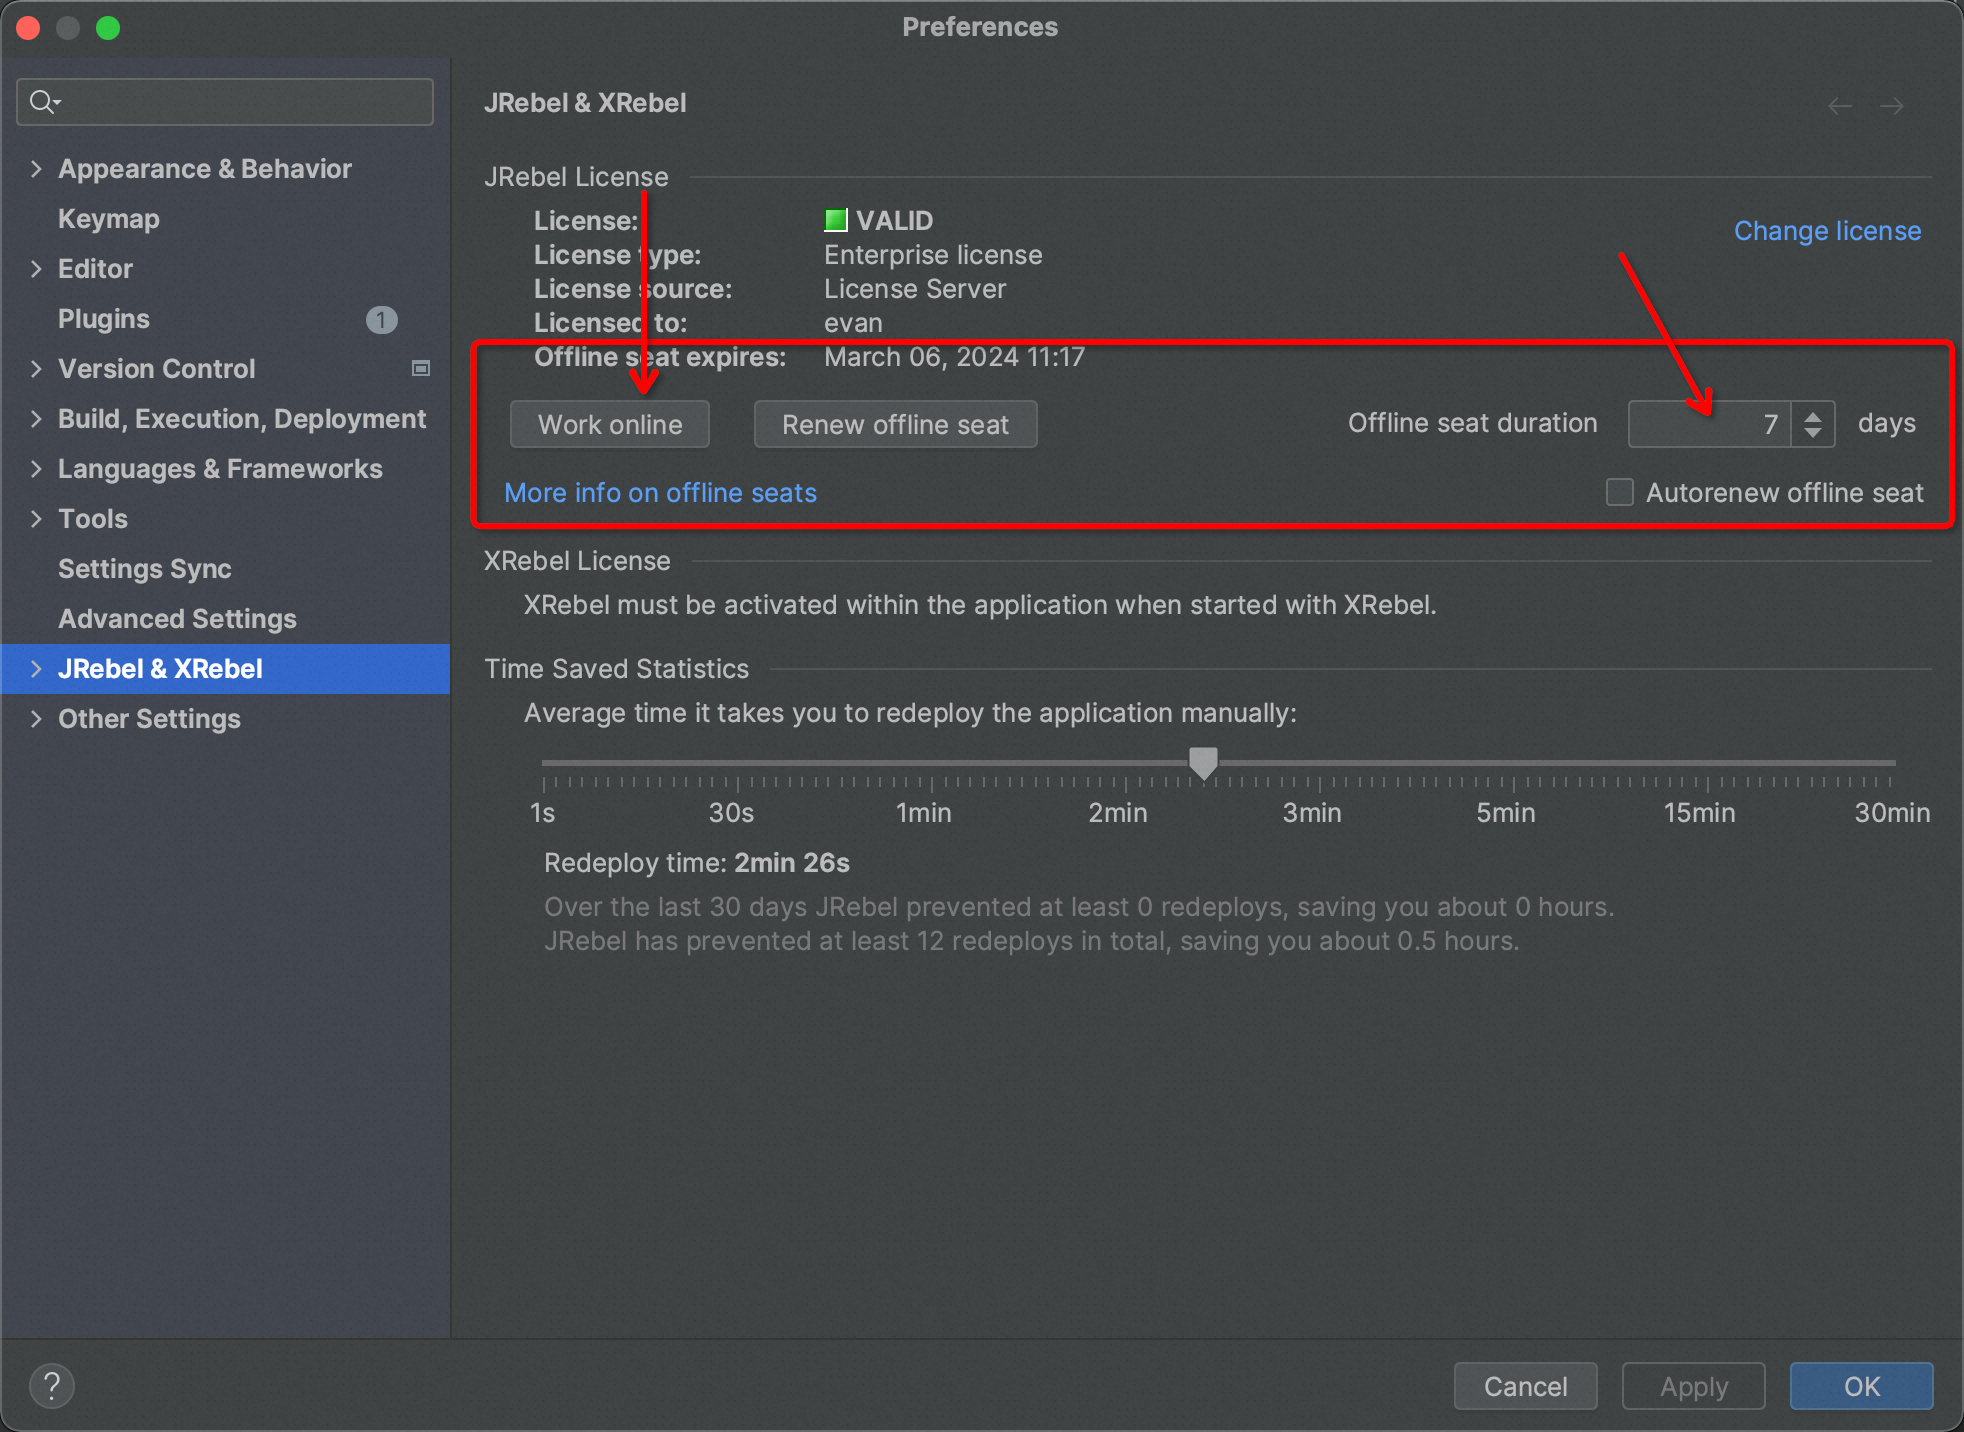 Preferences
Appearance & Behavior
Keymap
Editor
Plugins 1
Version Control
Build, Execution, Deployment
Languages & Frameworks
Tools
Settings Sync
Advanced Settings
JRebel & XRebel
Other Settings
JRebel & XRebel
JRebel License
License: VALID
Change license
License type: Enterprise license
License source: License Server
Licensed to: evan
Offline seat expires: March 06, 2024 11:17
Work online Renew offline seat Offline seat duration 7 days
More info on offline seats Autorenew offline seat
XRebel License
XRebel must be activated within the application when started with XRebel.
Time Saved Statistics
Average time it takes you to redeploy the application manually:
1s 30s 1min 2min 3min 5min 15min 30min
Redeploy time: 2min 26s
Over the last 30 days JRebel prevented at least 0 redeploys, saving you about 0 hours.
JRebel has prevented at least 12 redeploys in total, saving you about 0.5 hours.
? Cancel Apply OK